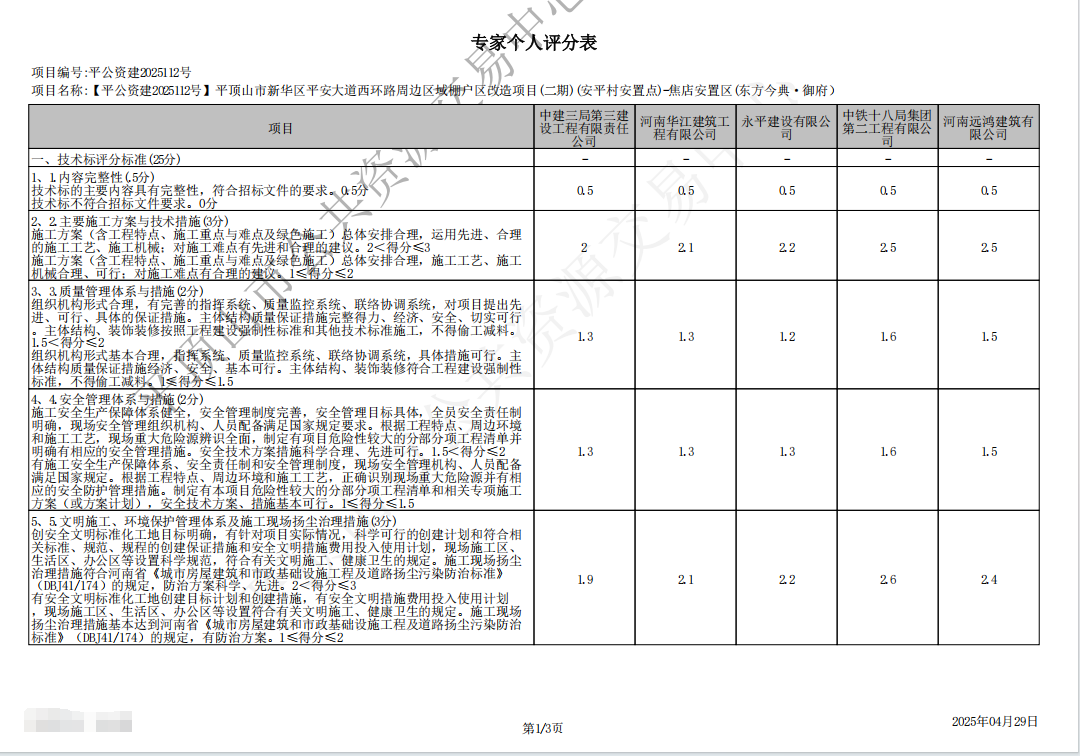 专家个人评分表
项目编号:平公资建2025112号
项目名称:【平公资建2025112号】平顶山市新华区平安大道西环路周边区域棚户区改造项目(二期)(安平村安置点)-焦店安置区(东方今典·御府)
项目
中建三局第三建
设工程有限责任
公司
河南华江建筑工
程有限公司
永平建设有限公
司
中铁十八局集团
第二工程有限公
司
河南远鸿建筑有
限公司
一、技术标评分标准(25分)
-
-
-
-
-
1、1.内容完整性(.5分)
技术标的主要内容具有完整性，符合招标文件的要求。0.5分
技术标不符合招标文件要求。0分
0.5
0.5
0.5
0.5
0.5
2、2.主要施工方案与技术措施(3分)
施工方案（含工程特点、施工重点与难点及绿色施工）总体安排合理，运用先进、合理
的施工工艺、施工机械；对施工难点有先进和合理的建议。2＜得分≤3
施工方案（含工程特点、施工重点与难点及绿色施工）总体安排合理，施工工艺、施工
机械合理、可行；对施工难点有合理的建议。1≤得分≤2
2
2.1
2.2
2.5
2.5
3、3.质量管理体系与措施(2分)
组织机构形式合理，有完善的指挥系统、质量监控系统、联络协调系统，对项目提出先
进、可行、具体的保证措施。主体结构质量保证措施完整得力、经济、安全、切实可行
。主体结构、装饰装修按照工程建设强制性标准和其他技术标准施工，不得偷工减料。
1.5＜得分≤2
组织机构形式基本合理，指挥系统、质量监控系统、联络协调系统，具体措施可行。主
体结构质量保证措施经济、安全、基本可行。主体结构、装饰装修符合工程建设强制性
标准，不得偷工减料。1≤得分≤1.5
1.3
1.3
1.2
1.6
1.5
4、4.安全管理体系与措施(2分)
施工安全生产保障体系健全，安全管理制度完善，安全管理目标具体，全员安全责任制
明确，现场安全管理组织机构、人员配备满足国家规定要求。根据工程特点、周边环境
和施工工艺，现场重大危险源辨识全面，制定有项目危险性较大的分部分项工程清单并
明确有相应的安全管理措施。安全技术方案措施科学合理、先进可行。1.5＜得分≤2
有施工安全生产保障体系、安全责任制和安全管理制度，现场安全管理机构、人员配备
满足国家规定。根据工程特点、周边环境和施工工艺，正确识别现场重大危险源并有相
应的安全防护管理措施。制定有本项目危险性较大的分部分项工程清单和相关专项施工
方案（或方案计划），安全技术方案、措施基本可行。1≤得分≤1.5
1.3
1.3
1.3
1.6
1.5
5、5.文明施工、环境保护管理体系及施工现场扬尘治理措施(3分)
创安全文明标准化工地目标明确，有针对项目实际情况，科学可行的创建计划和符合相
关标准、规范、规程的创建保证措施和安全文明措施费用投入使用计划，现场施工区、
生活区、办公区等设置科学规范，符合有关文明施工、健康卫生的规定。施工现场扬尘
治理措施符合河南省《城市房屋建筑和市政基础设施工程及道路扬尘污染防治标准》
（DBJ41/174）的规定，防治方案科学、先进。2＜得分≤3
有安全文明标准化工地创建目标计划和创建措施，有安全文明措施费用投入使用计划
，现场施工区、生活区、办公区等设置符合有关文明施工、健康卫生的规定。施工现场
扬尘治理措施基本达到河南省《城市房屋建筑和市政基础设施工程及道路扬尘污染防治
标准》（DBJ41/174）的规定，有防治方案。1≤得分≤2
1.9
2.1
2.2
2.6
2.4
第1/3页
2025年04月29日